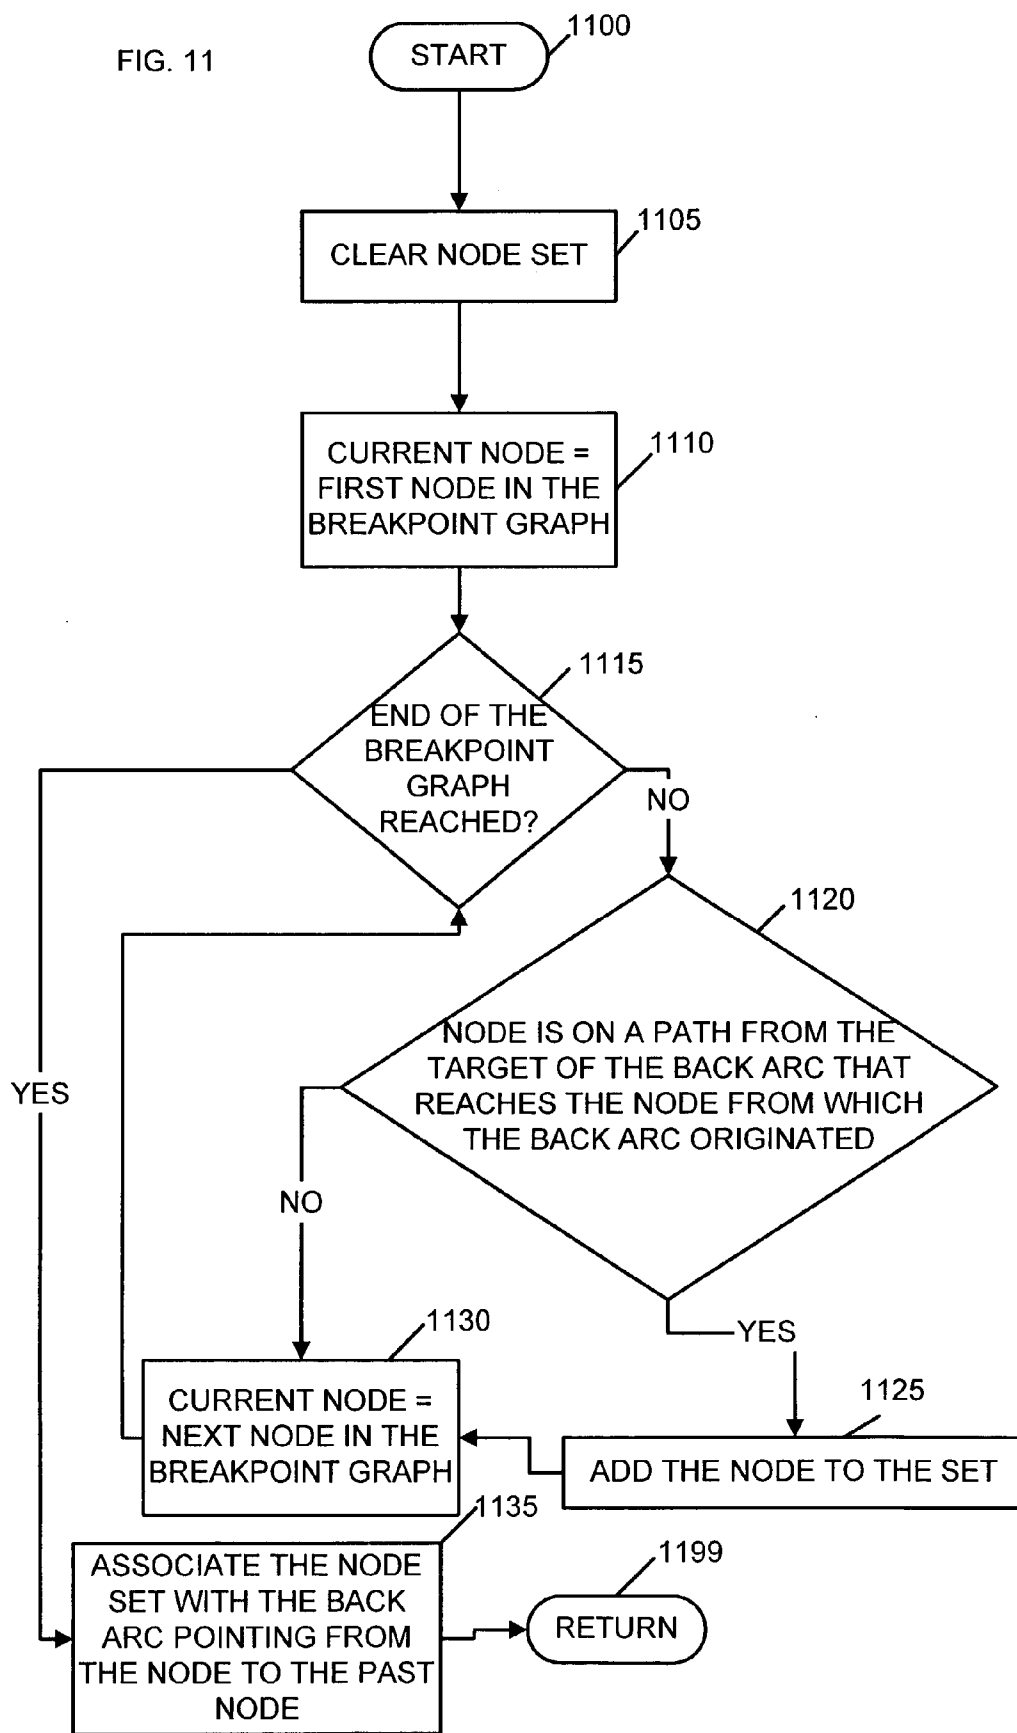 FIG. 11
START
1100
CLEAR NODE SET
1105
CURRENT NODE =
FIRST NODE IN THE
BREAKPOINT GRAPH
1110
END OF THE
BREAKPOINT
GRAPH
REACHED?
1115
NO
1120
NODE IS ON A PATH FROM THE
TARGET OF THE BACK ARC THAT
REACHES THE NODE FROM WHICH
THE BACK ARC ORIGINATED
YES
NO
YES
1130
CURRENT NODE =
NEXT NODE IN THE
BREAKPOINT GRAPH
1125
ADD THE NODE TO THE SET
1135
ASSOCIATE THE NODE
SET WITH THE BACK
ARC POINTING FROM
THE NODE TO THE PAST
NODE
1199
RETURN